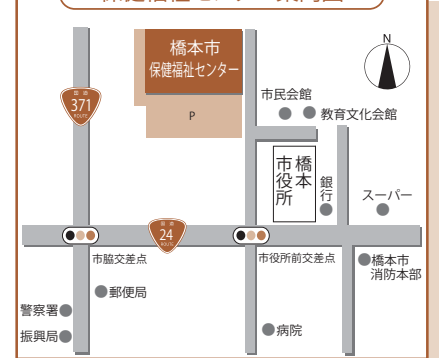 保健福祉センター案内図
橋本市
保健福祉センター
N
国道
371
ROUTE
市民会館
P
教育文化会館
橋本
市役所
銀行
スーパー
国道
24
ROUTE
市脇交差点
市役所前交差点
橋本市
消防本部
郵便局
警察署
振興局
病院